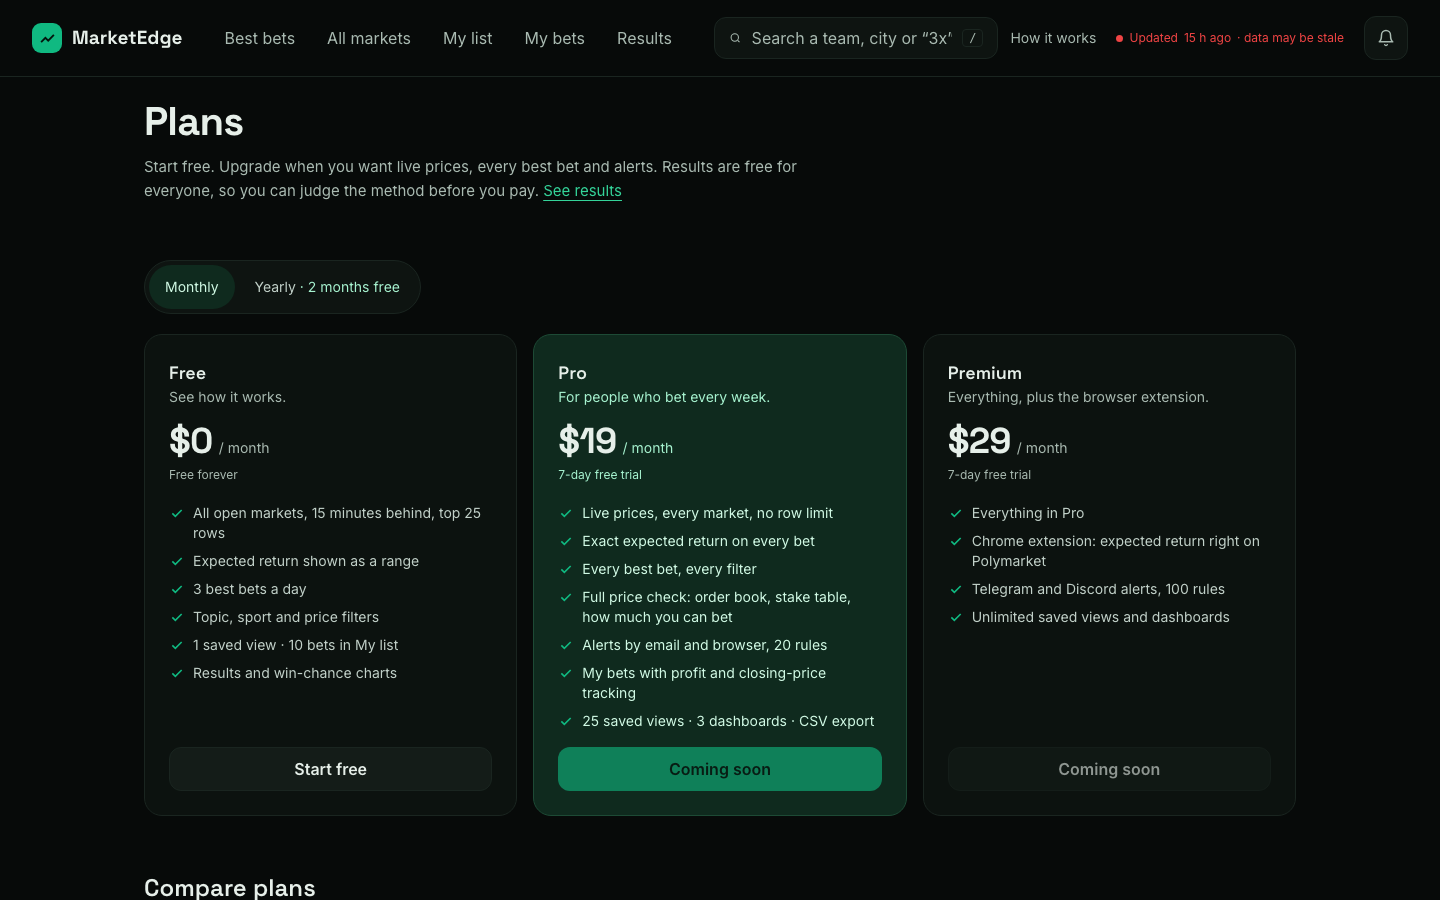 MarketEdge
Best bets
All markets
My list
My bets
Results
Search a team, city or “3x”
/
How it works
Updated 15 h ago · data may be stale
Plans
Start free. Upgrade when you want live prices, every best bet and alerts. Results are free for
everyone, so you can judge the method before you pay. See results
Monthly
Yearly · 2 months free
Free
See how it works.
$0 / month
Free forever
All open markets, 15 minutes behind, top 25
rows
Expected return shown as a range
3 best bets a day
Topic, sport and price filters
1 saved view · 10 bets in My list
Results and win-chance charts
Start free
Pro
For people who bet every week.
$19 / month
7-day free trial
Live prices, every market, no row limit
Exact expected return on every bet
Every best bet, every filter
Full price check: order book, stake table,
how much you can bet
Alerts by email and browser, 20 rules
My bets with profit and closing-price
tracking
25 saved views · 3 dashboards · CSV export
Coming soon
Premium
Everything, plus the browser extension.
$29 / month
7-day free trial
Everything in Pro
Chrome extension: expected return right on
Polymarket
Telegram and Discord alerts, 100 rules
Unlimited saved views and dashboards
Coming soon
Compare plans